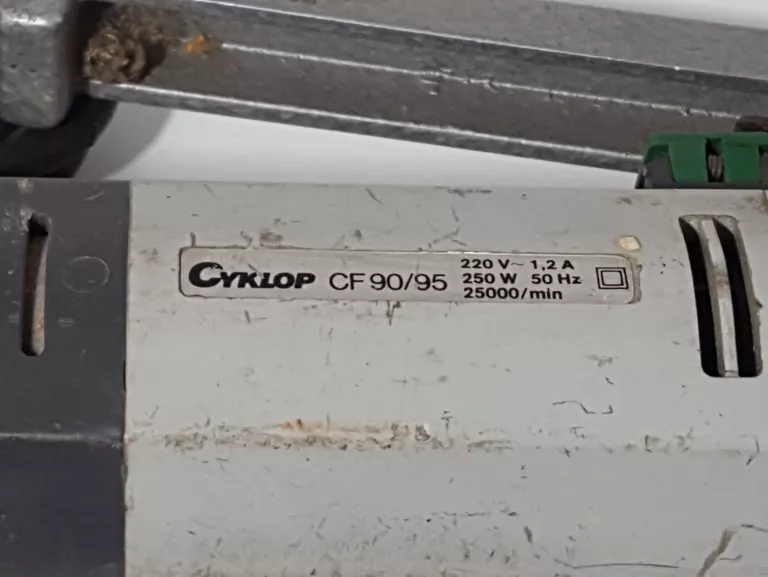 CYKLOP CF 90/95
220 V~ 1,2 A
250 W 50 Hz
25000/min